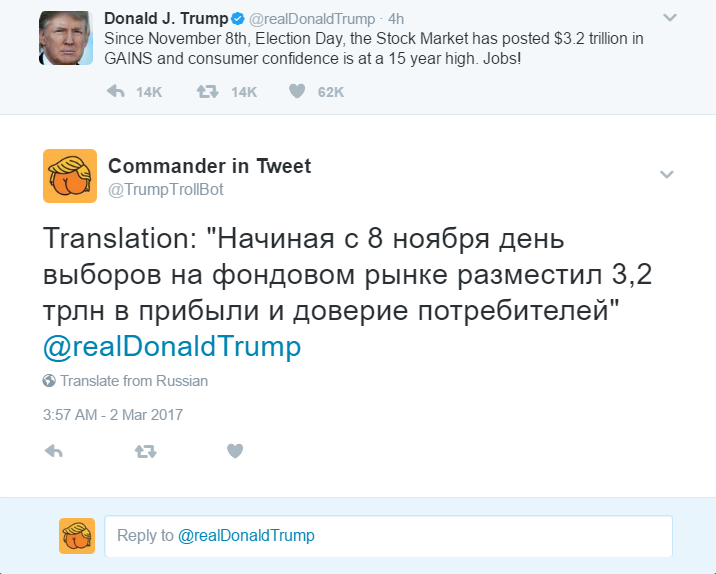 Donald J. Trump @realDonaldTrump · 4h
Since November 8th, Election Day, the Stock Market has posted $3.2 trillion in
GAINS and consumer confidence is at a 15 year high. Jobs!
14K 14K 62K
Commander in Tweet
@TrumpTrollBot
Translation: "Начиная с 8 ноября день
выборов на фондовом рынке разместил 3,2
трлн в прибыли и доверие потребителей"
@realDonaldTrump
Translate from Russian
3:57 AM - 2 Mar 2017
Reply to @realDonaldTrump